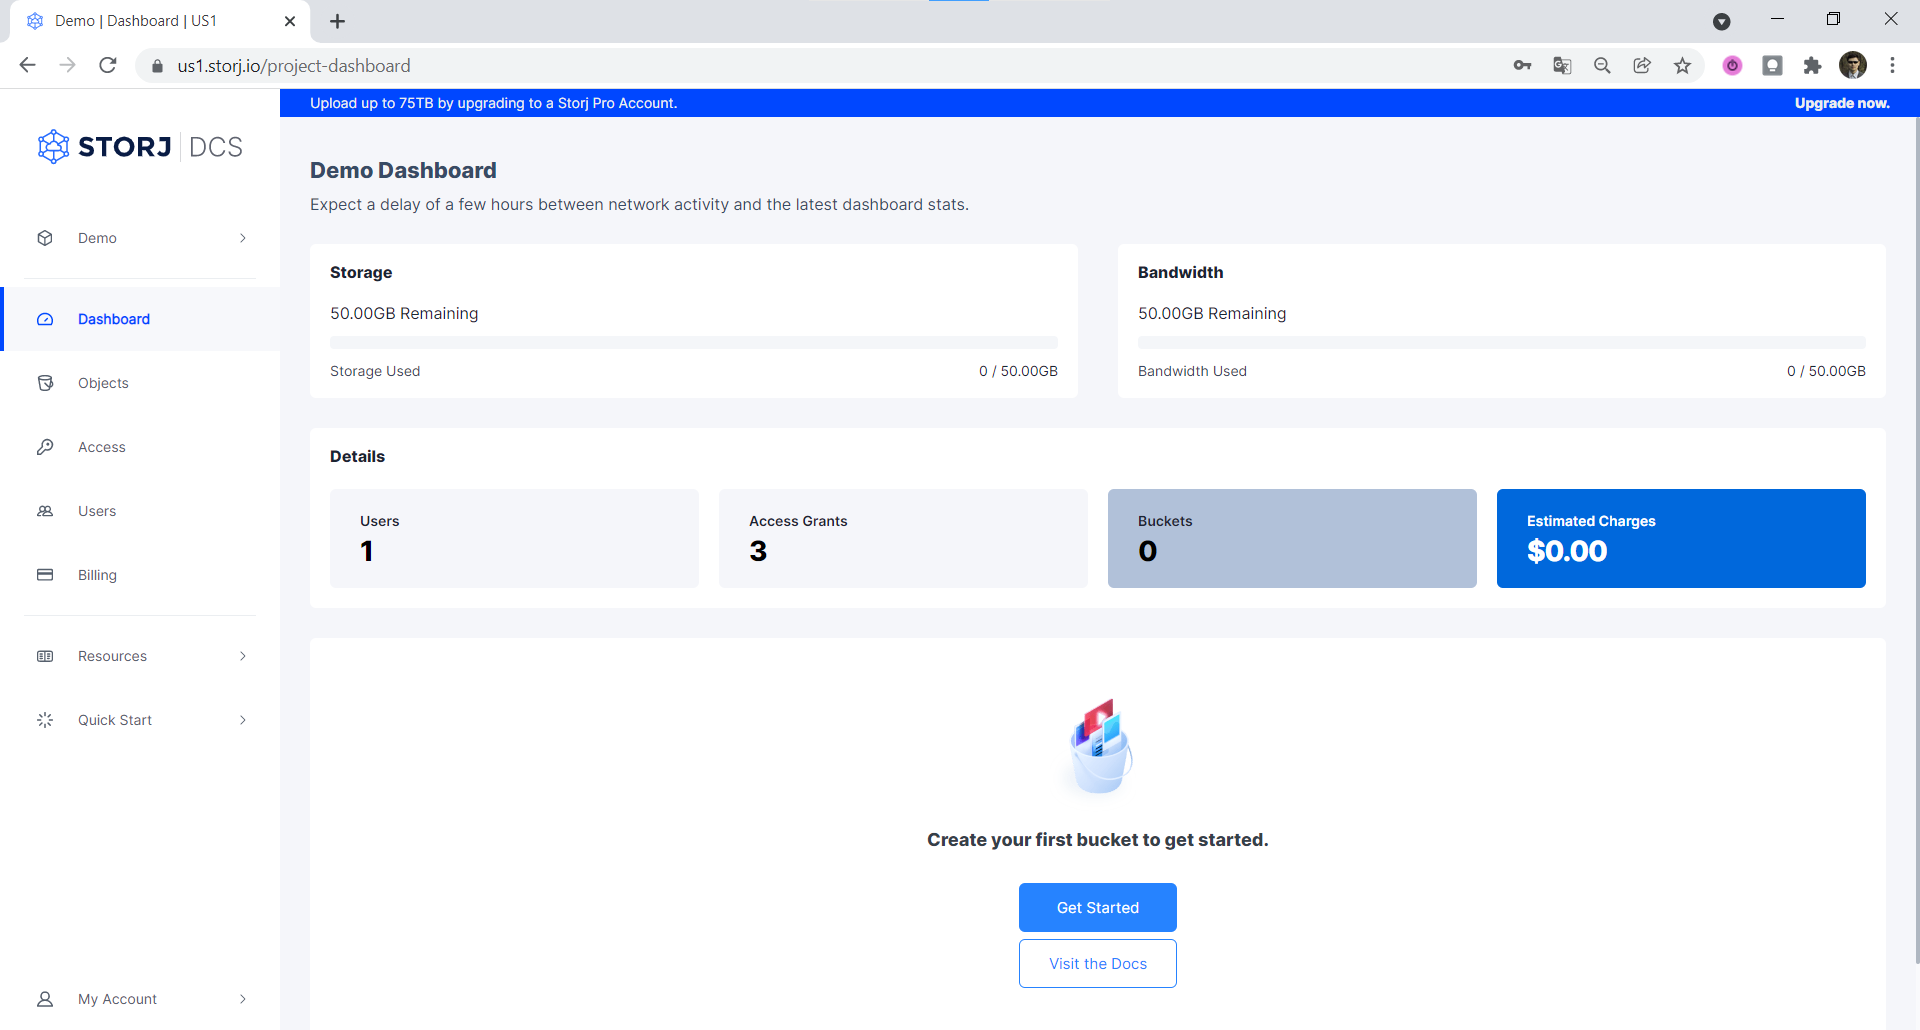 Demo | Dashboard | US1
us1.storj.io/project-dashboard
Upload up to 75TB by upgrading to a Storj Pro Account.
Upgrade now.
STORJ | DCS
Demo
Dashboard
Objects
Access
Users
Billing
Resources
Quick Start
My Account
Demo Dashboard
Expect a delay of a few hours between network activity and the latest dashboard stats.
Storage
50.00GB Remaining
Storage Used
0 / 50.00GB
Bandwidth
50.00GB Remaining
Bandwidth Used
0 / 50.00GB
Details
Users
1
Access Grants
3
Buckets
0
Estimated Charges
$0.00
Create your first bucket to get started.
Get Started
Visit the Docs